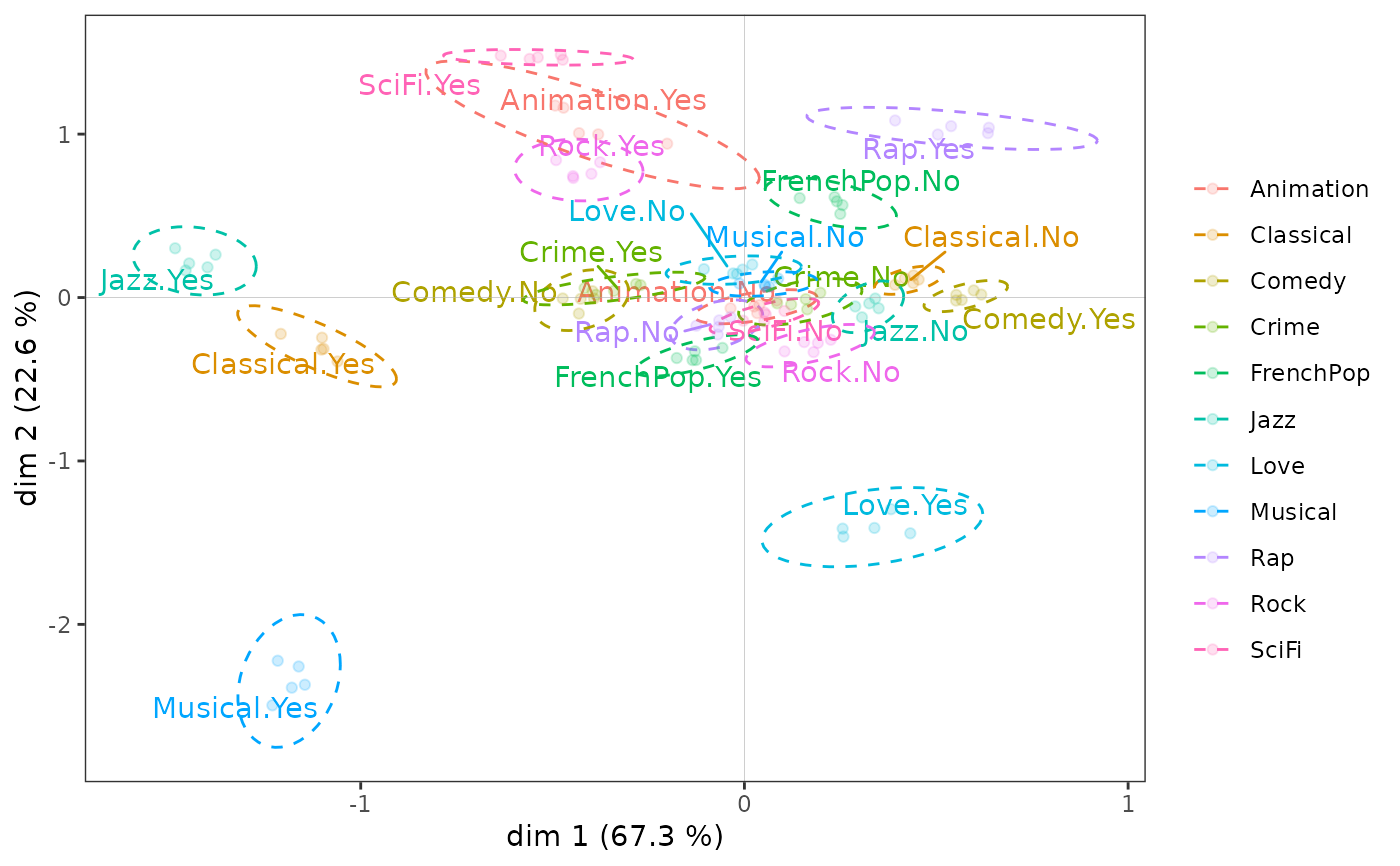 SciFi.Yes
Animation.Yes
Rock.Yes
Rap.Yes
FrenchPop.No
Love.No
Musical.No
Classical.No
Crime.Yes
Jazz.Yes
Crime.No
Comedy.No
Animation.No
Comedy.Yes
Rap.No
SciFi.No
Jazz.No
Classical.Yes
FrenchPop.Yes
Rock.No
Love.Yes
Musical.Yes
1
0
-1
-2
-1
0
1
dim 1 (67.3 %)
dim 2 (22.6 %)
Animation
Classical
Comedy
Crime
FrenchPop
Jazz
Love
Musical
Rap
Rock
SciFi